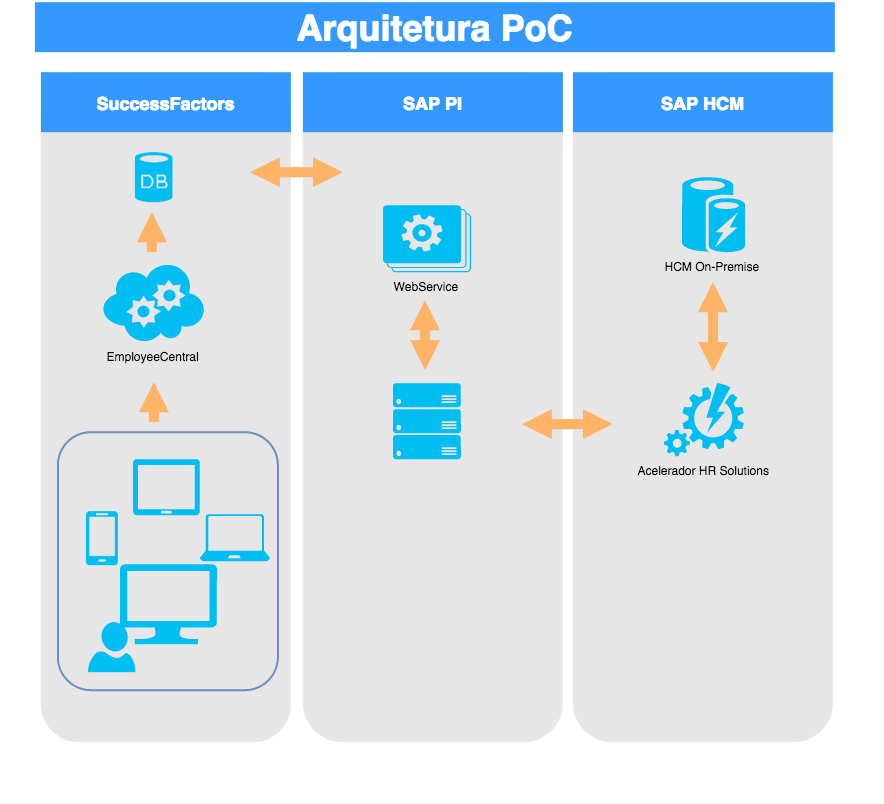 Arquitetura PoC
SuccessFactors
SAP PI
SAP HCM
DB
WebService
HCM On-Premise
EmployeeCentral
Acelerador HR Solutions